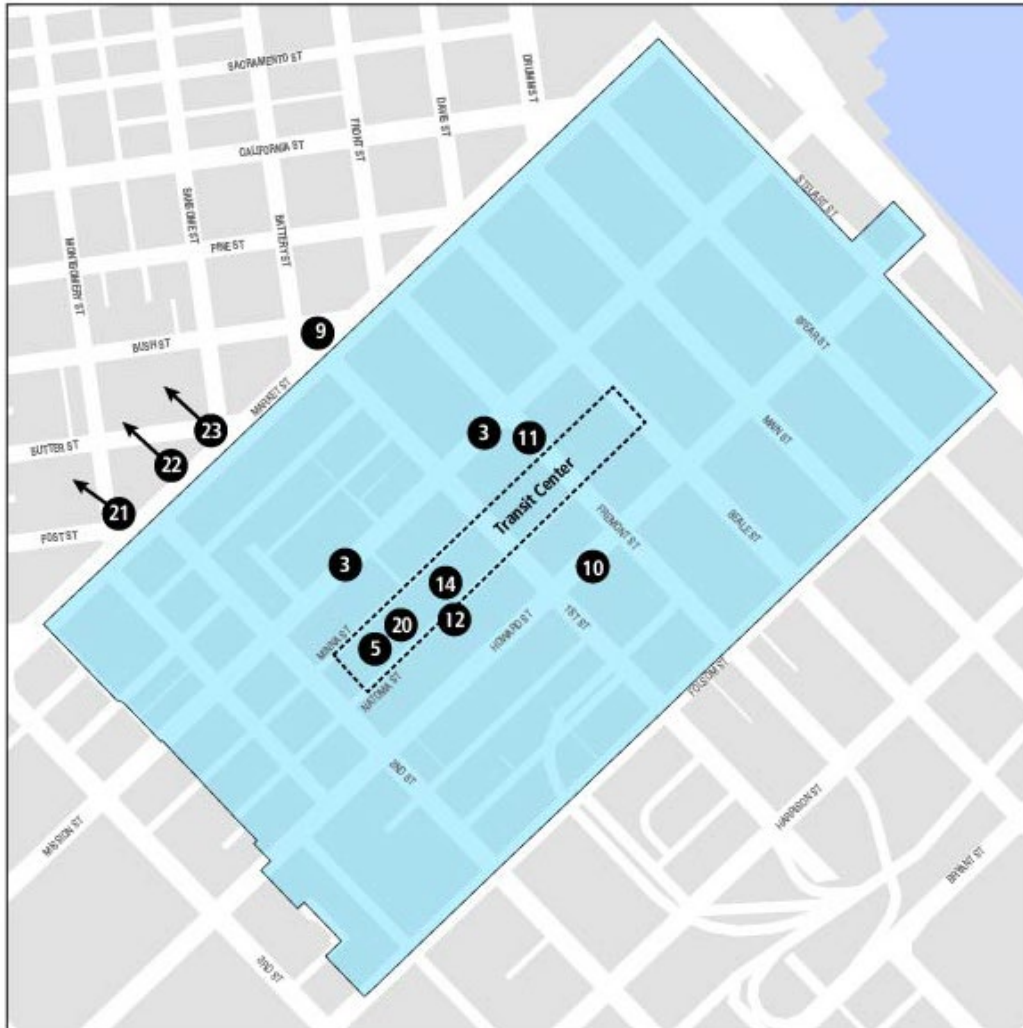 SACRAMENTO ST
DRUMM ST
DAVIS ST
FRONT ST
CALIFORNIA ST
SANSOME ST
BATTERY ST
MONTGOMERY ST
PINE ST
STEUART ST
BUSH ST
9
SPEAR ST
MARKET ST
23
3
11
MAIN ST
SUTTER ST
22
Transit Center
21
POST ST
FREMONT ST
BEALE ST
3
10
14
12
20
5
MINNA ST
HOWARD ST
1ST ST
NATOMA ST
FOLSOM ST
2ND ST
MISSION ST
HARRISON ST
BRYANT ST
3RD ST